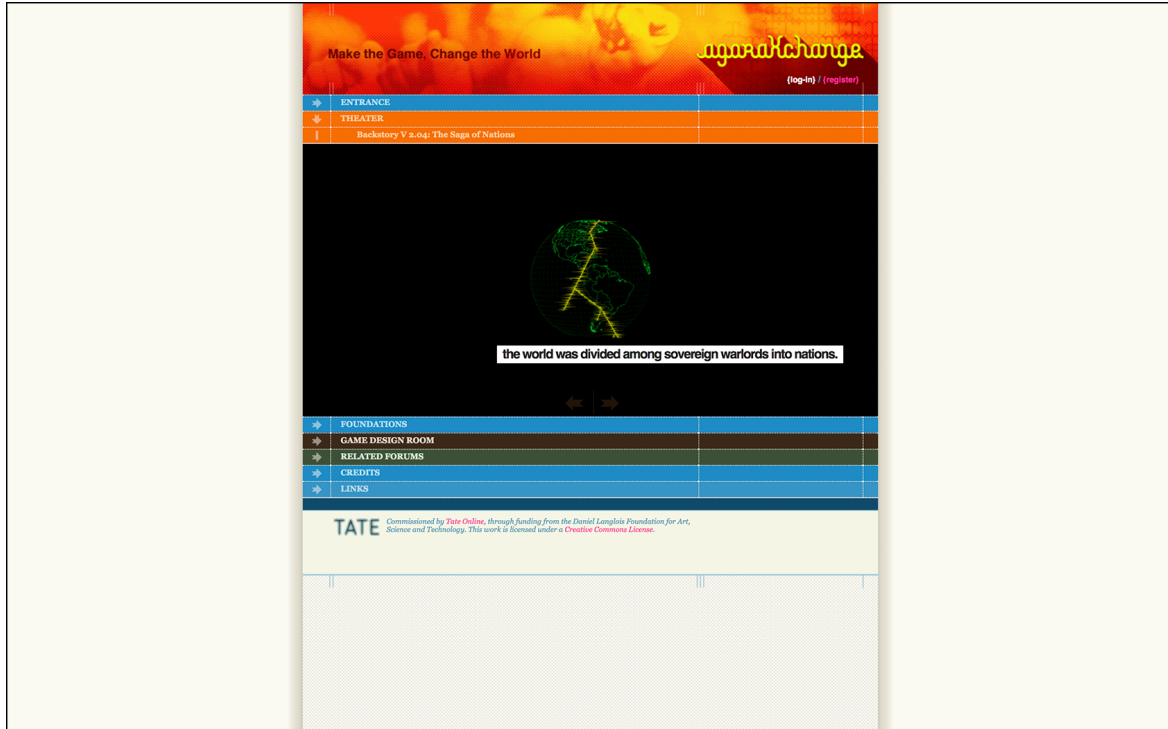 Make the Game, Change the World
agoraXchange
{log-in} / {register}
ENTRANCE
THEATER
Backstory V 2.04: The Saga of Nations
the world was divided among sovereign warlords into nations.
FOUNDATIONS
GAME DESIGN ROOM
RELATED FORUMS
CREDITS
LINKS
TATE
Commissioned by Tate Online, through funding from the Daniel Langlois Foundation for Art,
Science and Technology. This work is licensed under a Creative Commons License.